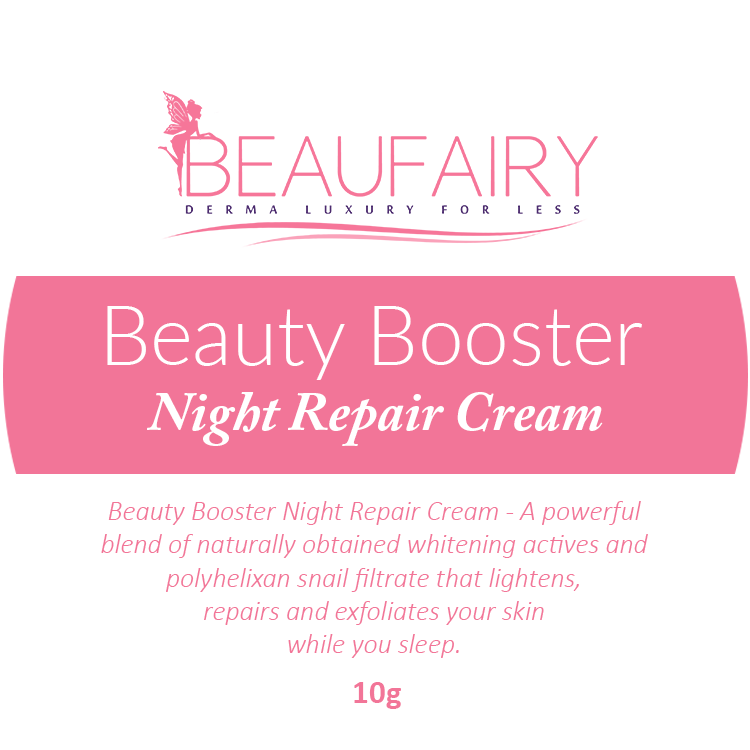 BEAUFAIRY
DERMA LUXURY FOR LESS
Beauty Booster
Night Repair Cream
Beauty Booster Night Repair Cream - A powerful
blend of naturally obtained whitening actives and
polyhelixan snail filtrate that lightens,
repairs and exfoliates your skin
while you sleep.
10g